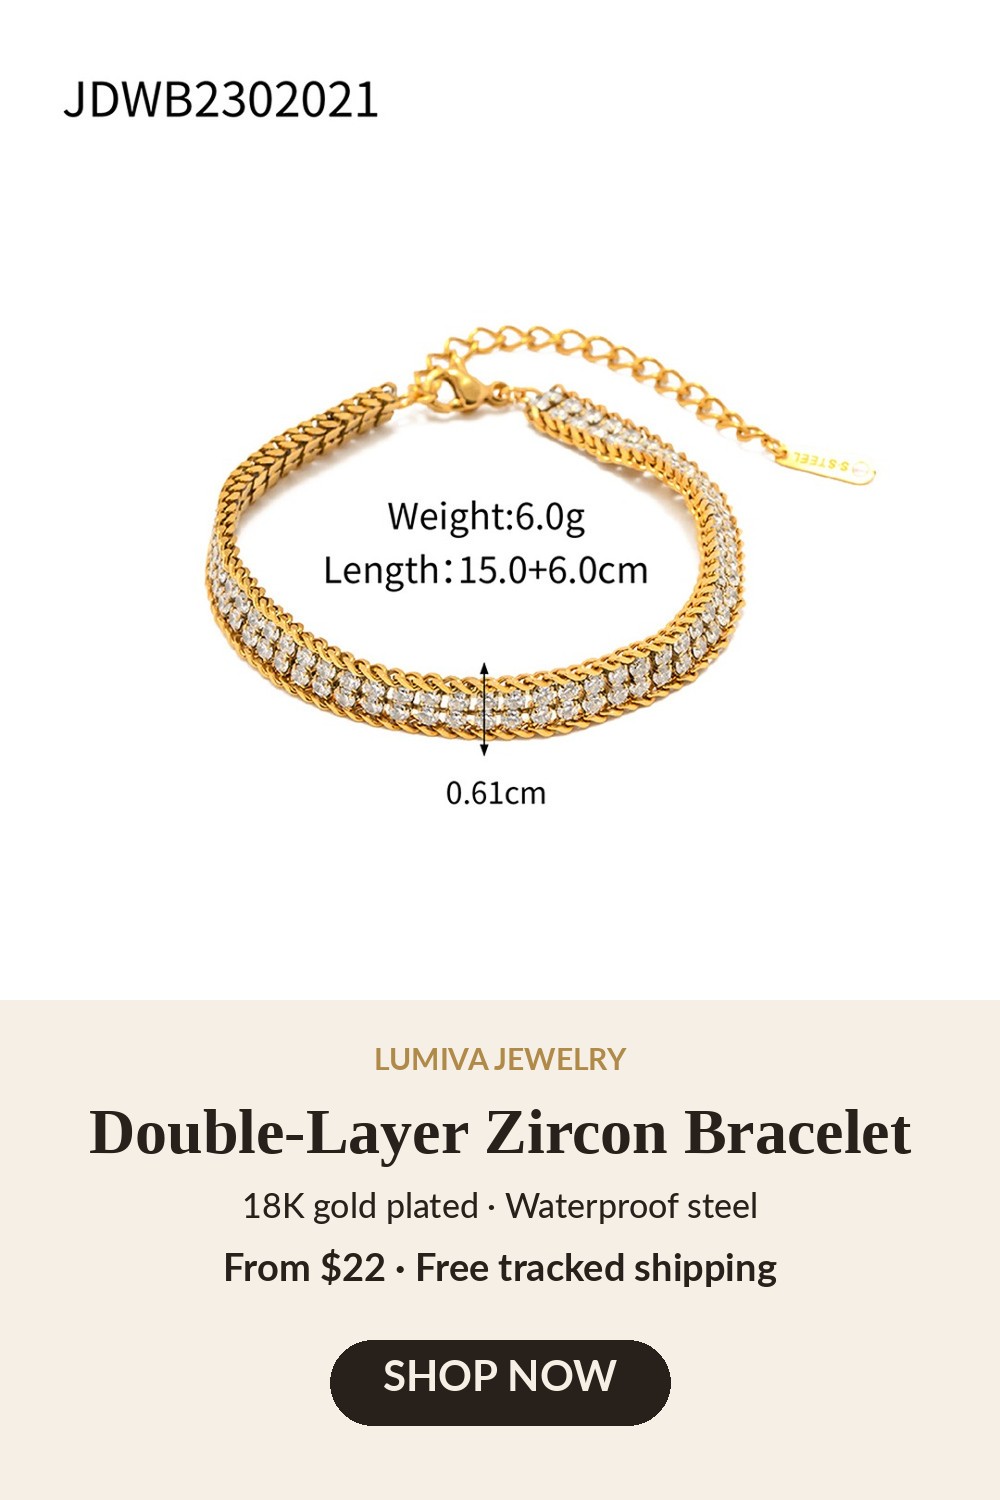 JDWB2302021
S.STEEL
Weight:6.0g
Length:15.0+6.0cm
0.61cm
LUMIVA JEWELRY
Double-Layer Zircon Bracelet
18K gold plated · Waterproof steel
From $22 · Free tracked shipping
SHOP NOW